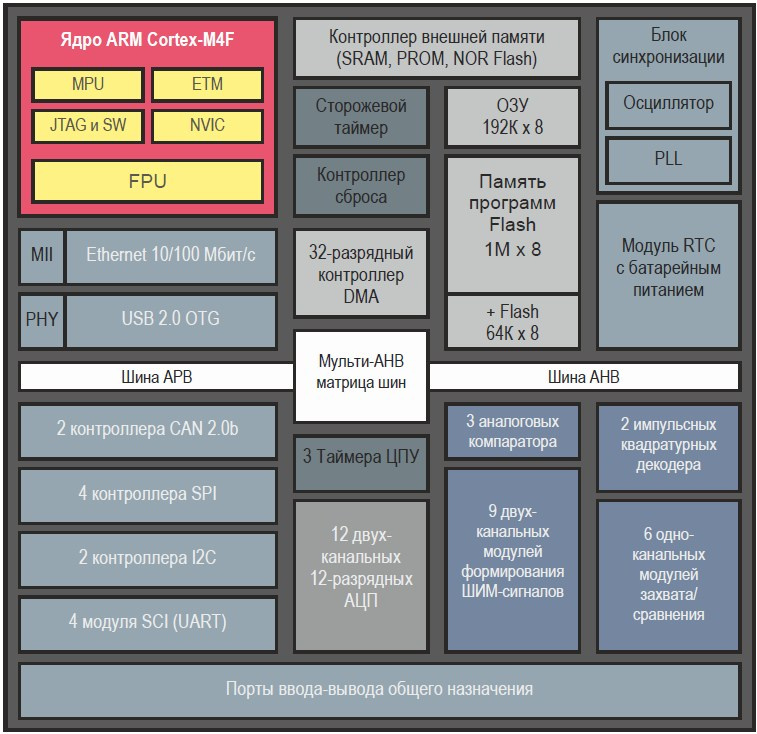 Ядро ARM Cortex-M4F
MPU
ETM
JTAG и SW
NVIC
FPU
Контроллер внешней памяти
(SRAM, PROM, NOR Flash)
Блок
синхронизации
Осциллятор
PLL
Сторожевой
таймер
ОЗУ
192К x 8
Контроллер
сброса
Память
программ
Flash
1М x 8
MII
Ethernet 10/100 Мбит/с
32-разрядный
контроллер
DMA
Модуль RTC
с батарейным
питанием
PHY
USB 2.0 OTG
+ Flash
64К x 8
Шина APB
Мульти-AHB
матрица шин
Шина AHB
2 контроллера CAN 2.0b
3 Таймера ЦПУ
3 аналоговых
компаратора
2 импульсных
квадратурных
декодера
4 контроллера SPI
2 контроллера I2C
4 модуля SCI (UART)
12 двух-
канальных
12-разрядных
АЦП
9 двух-
канальных
модулей
формирования
ШИМ-сигналов
6 одно-
канальных
модулей
захвата/
сравнения
Порты ввода-вывода общего назначения